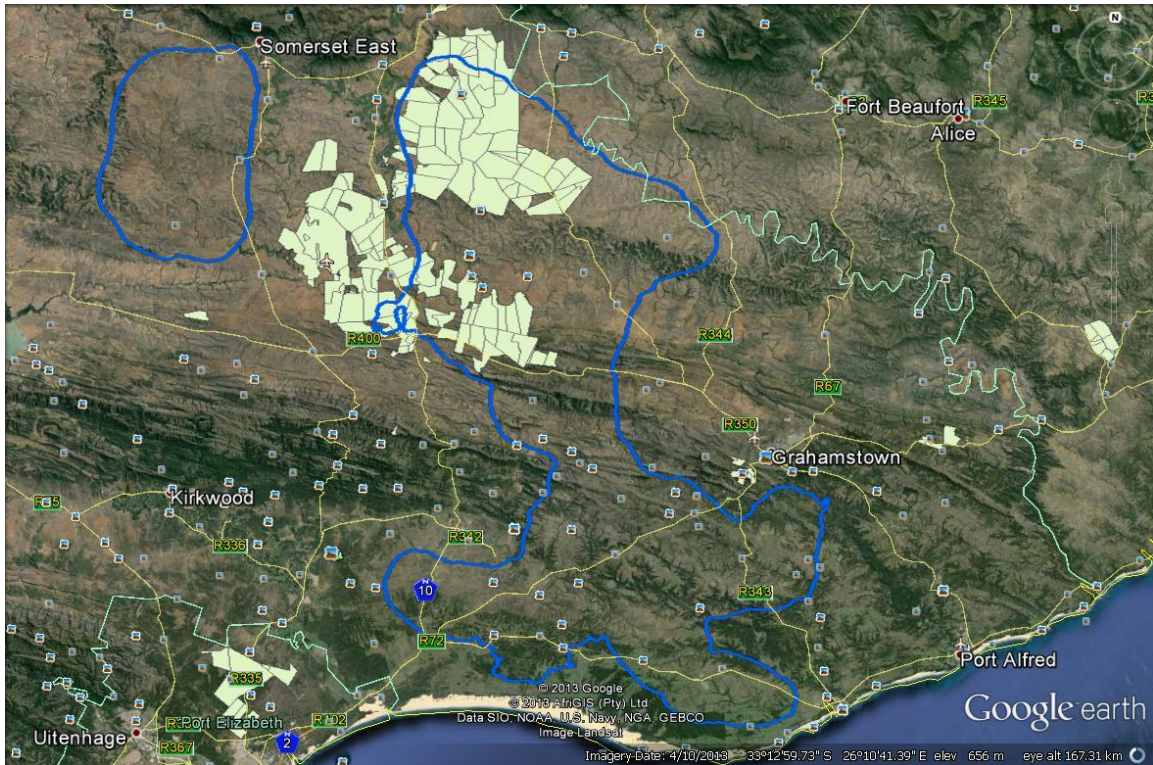 N
Somerset East
R345
Fort Beaufort
Alice
R400
R344
R67
R350
Grahamstown
Kirkwood
R336
R342
N
10
R343
R72
Port Alfred
R335
© 2013 Google
© 2013 AfriGIS (Pty) Ltd
Data SIO, NOAA, U.S. Navy, NGA, GEBCO
Image Landsat
Google earth
Port Elizabeth
R102
Uitenhage
R367
N
2
Imagery Date: 4/10/2013 33°12'59.73" S 26°10'41.39" E elev 656 m eye alt 167.31 km